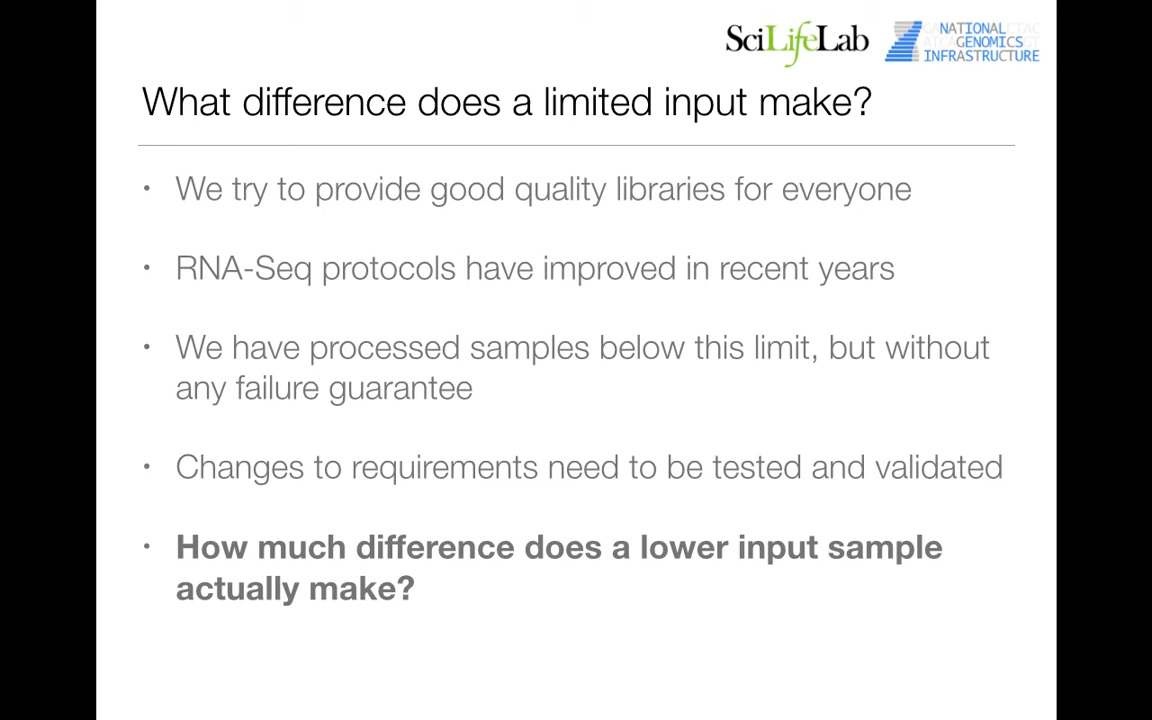 SciLifeLab
NATIONAL
GENOMICS
INFRASTRUCTURE
What difference does a limited input make?
• We try to provide good quality libraries for everyone
• RNA-Seq protocols have improved in recent years
• We have processed samples below this limit, but without
any failure guarantee
• Changes to requirements need to be tested and validated
• How much difference does a lower input sample
actually make?